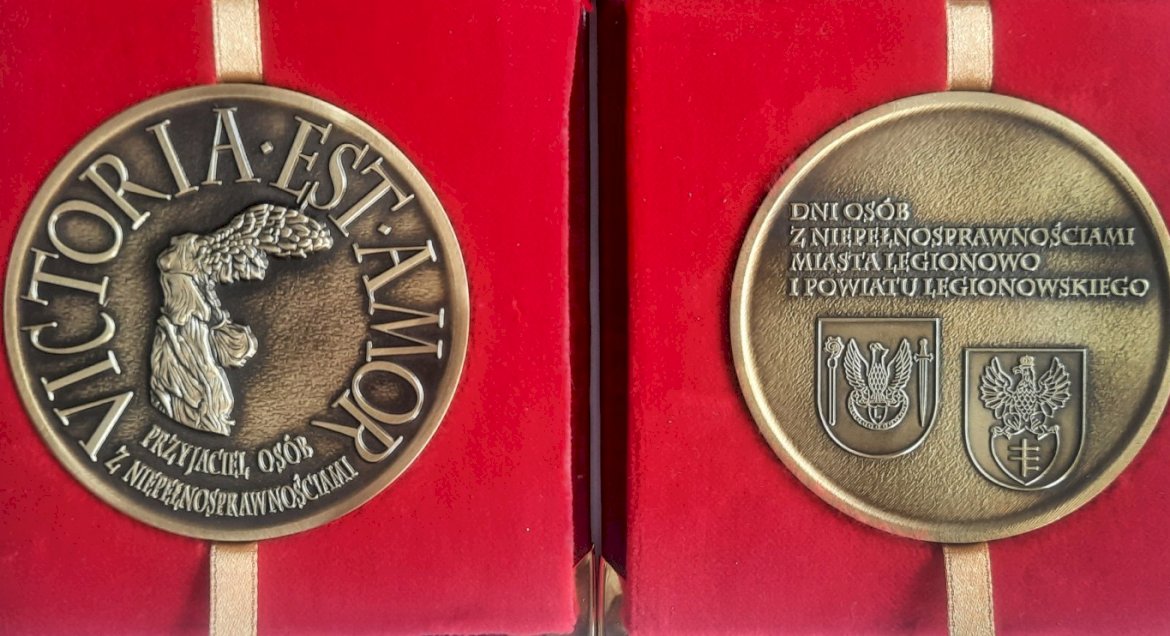 VICTORIA · EST · AMOR
PRZYJACIEL OSÓB
Z NIEPEŁNOSPRAWNOŚCIAMI
DNI OSÓB
Z NIEPEŁNOSPRAWNOŚCIAMI
MIASTA LEGIONOWO
I POWIATU LEGIONOWSKIEGO
L